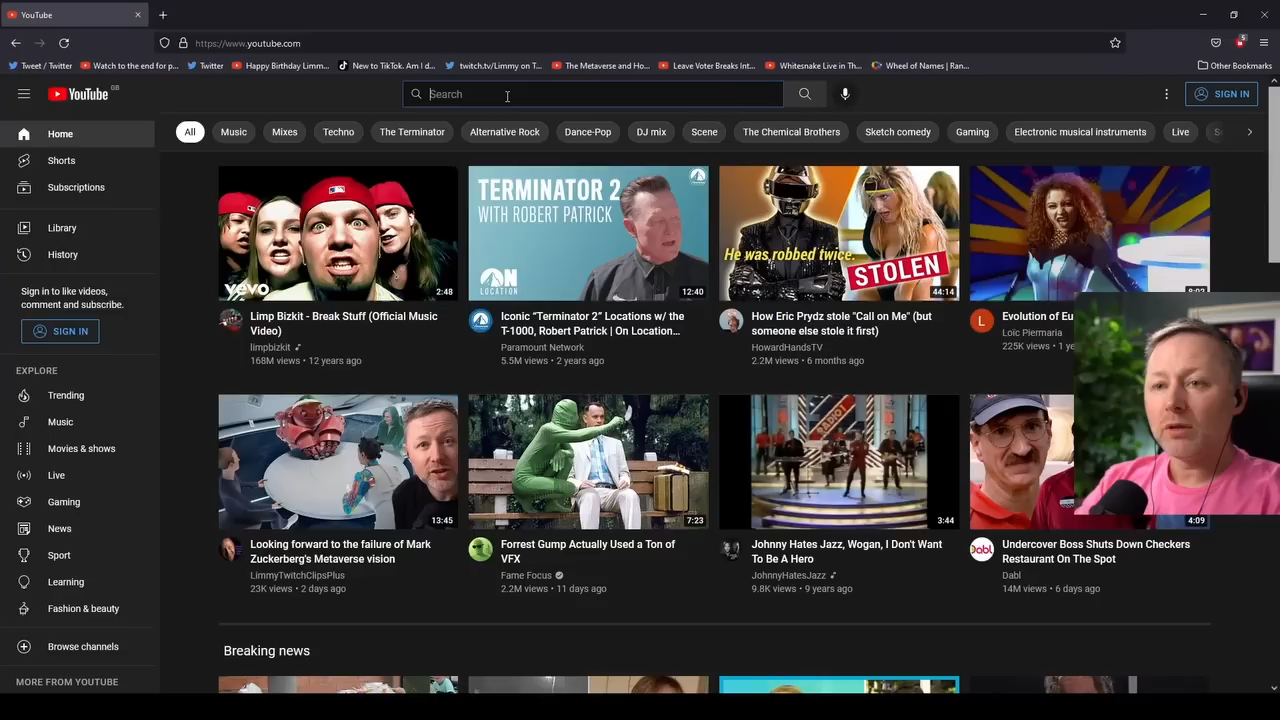 YouTube
https://www.youtube.com
5
Tweet / Twitter
Watch to the end for p...
Twitter
Happy Birthday Limm...
New to TikTok. Am I d...
twitch.tv/Limmy on T...
The Metaverse and Ho...
Leave Voter Breaks Int...
Whitesnake Live in Th...
Wheel of Names | Ran...
Other Bookmarks
YouTube GB
Search
SIGN IN
All
Music
Mixes
Techno
The Terminator
Alternative Rock
Dance-Pop
DJ mix
Scene
The Chemical Brothers
Sketch comedy
Gaming
Electronic musical instruments
Live
Home
Shorts
Subscriptions
Library
History
Sign in to like videos,
comment and subscribe.
SIGN IN
EXPLORE
Trending
Music
Movies & shows
Live
Gaming
News
Sport
Learning
Fashion & beauty
Browse channels
MORE FROM YOUTUBE
vevo
2:48
Limp Bizkit - Break Stuff (Official Music
Video)
limpbizkit
168M views • 12 years ago
TERMINATOR 2
WITH ROBERT PATRICK
ON
LOCATION
12:40
Iconic “Terminator 2” Locations w/ the
T-1000, Robert Patrick | On Location...
Paramount Network
5.5M views • 2 years ago
He was robbed twice.
STOLEN
44:14
How Eric Prydz stole "Call on Me" (but
someone else stole it first)
HowardHandsTV
2.2M views • 6 months ago
L
Evolution of Eu
Loïc Piermaria
225K views • 1 ye
13:45
Looking forward to the failure of Mark
Zuckerberg's Metaverse vision
LimmyTwitchClipsPlus
23K views • 2 days ago
7:23
Forrest Gump Actually Used a Ton of
VFX
Fame Focus
2.2M views • 11 days ago
RADIO 1
3:44
Johnny Hates Jazz, Wogan, I Don't Want
To Be A Hero
JohnnyHatesJazz
9.8K views • 9 years ago
4:09
Dabl
Undercover Boss Shuts Down Checkers
Restaurant On The Spot
Dabl
14M views • 6 days ago
Breaking news